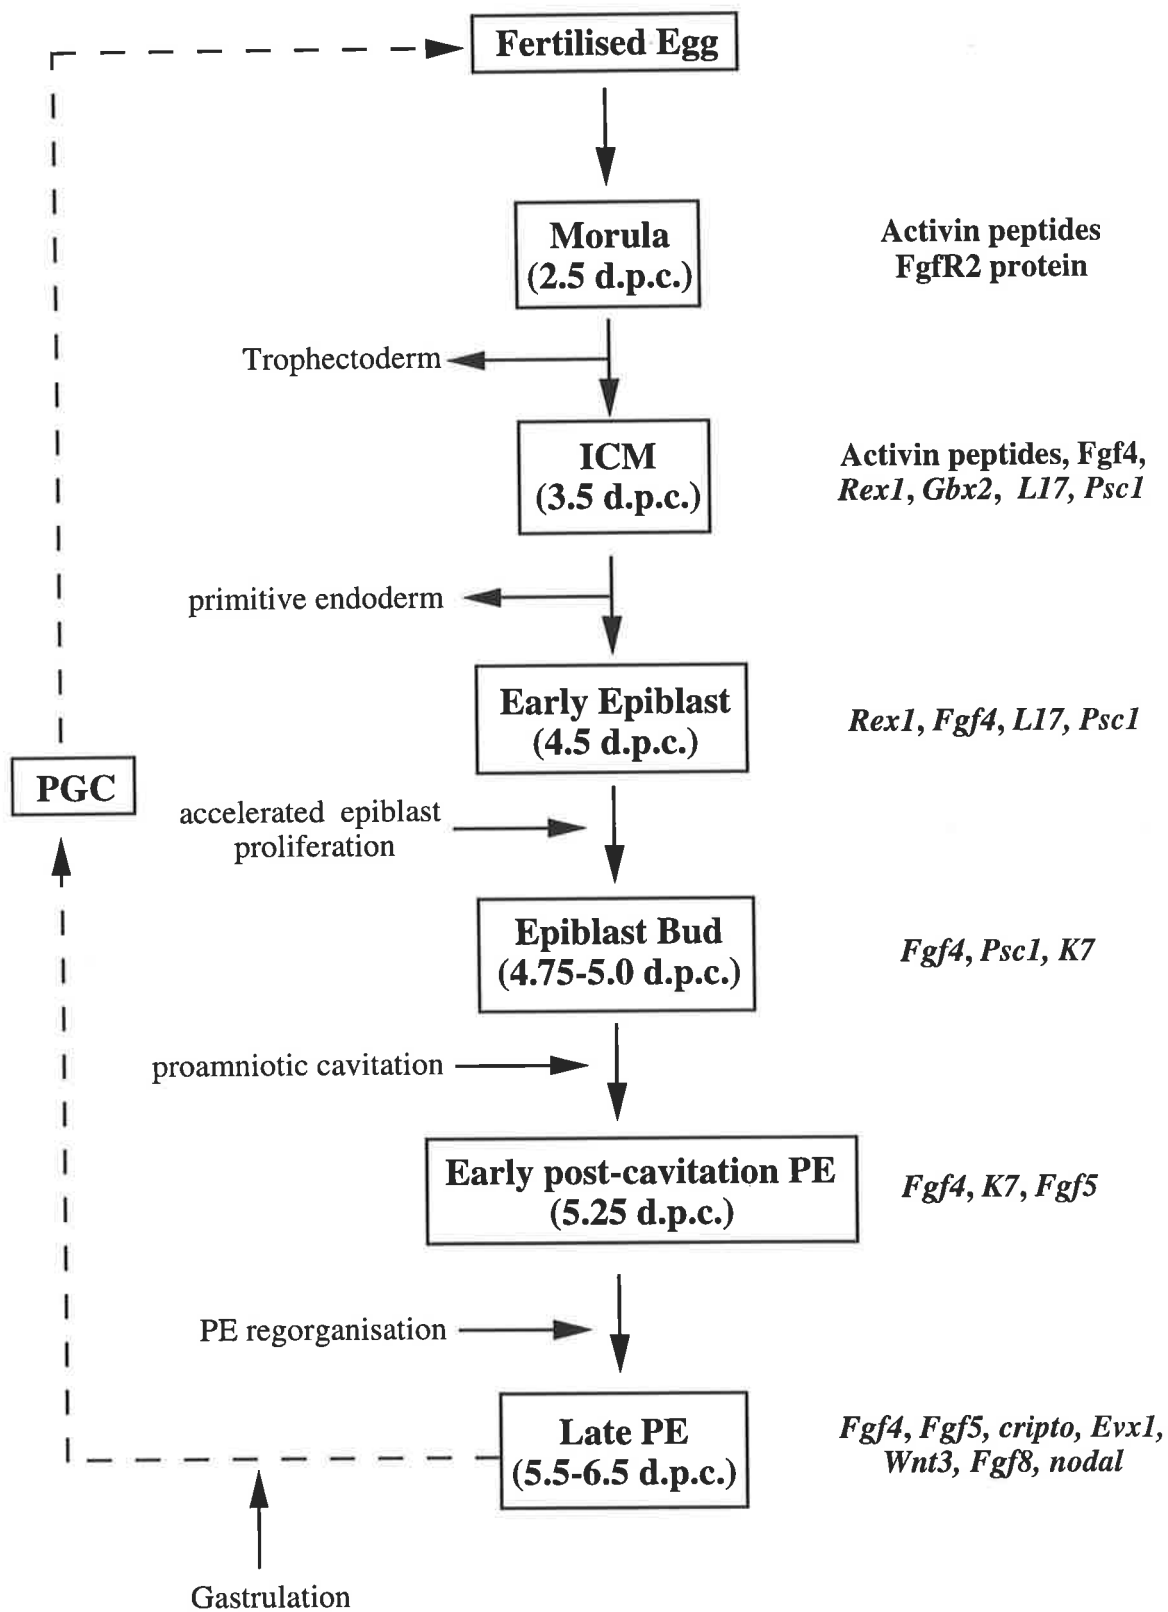 Fertilised Egg
Morula
(2.5 d.p.c.)
Activin peptides
FgfR2 protein
Trophectoderm
ICM
(3.5 d.p.c.)
Activin peptides, Fgf4,
Rex1, Gbx2, L17, Psc1
primitive endoderm
Early Epiblast
(4.5 d.p.c.)
Rex1, Fgf4, L17, Psc1
PGC
accelerated epiblast
proliferation
Epiblast Bud
(4.75-5.0 d.p.c.)
Fgf4, Psc1, K7
proamniotic cavitation
Early post-cavitation PE
(5.25 d.p.c.)
Fgf4, K7, Fgf5
PE regorganisation
Late PE
(5.5-6.5 d.p.c.)
Fgf4, Fgf5, cripto, Evx1,
Wnt3, Fgf8, nodal
Gastrulation